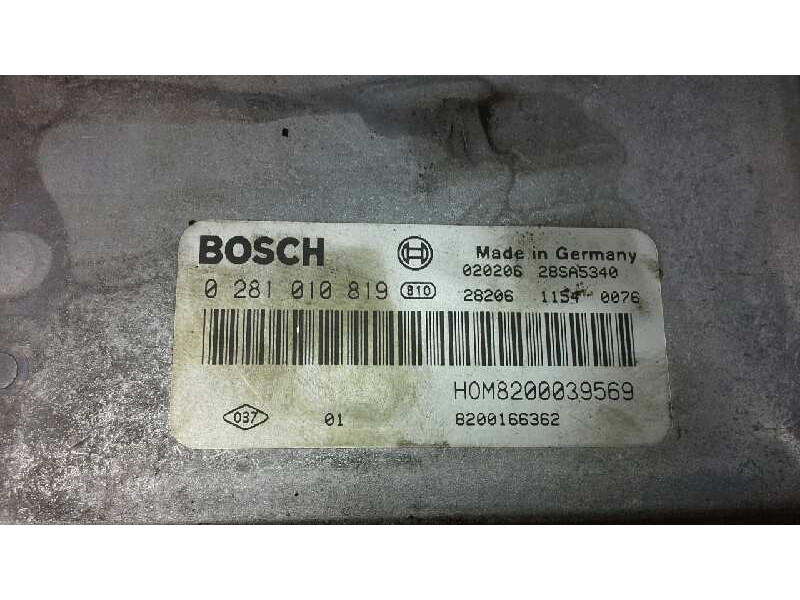 BOSCH
Made in Germany
020206 28SA5340
0 281 010 819 810 28206 1154 0076
HOM8200039569
037 01 8200166362